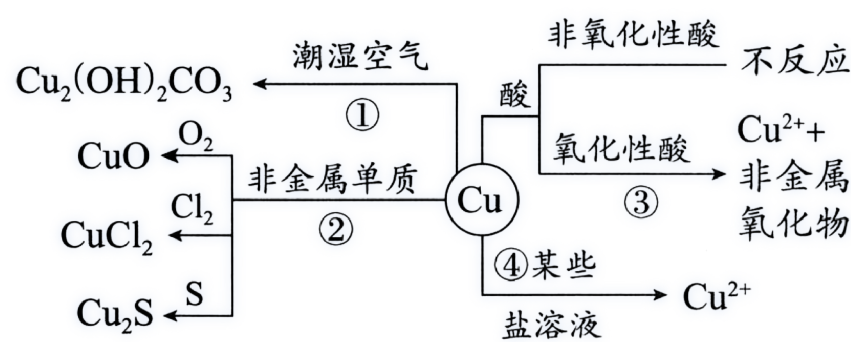 潮湿空气
Cu₂(OH)₂CO₃
①
O₂
CuO
非金属单质
Cl₂
②
CuCl₂
S
Cu₂S
Cu
酸
非氧化性酸
不反应
氧化性酸
③
Cu²⁺+
非金属
氧化物
④某些
盐溶液
Cu²⁺